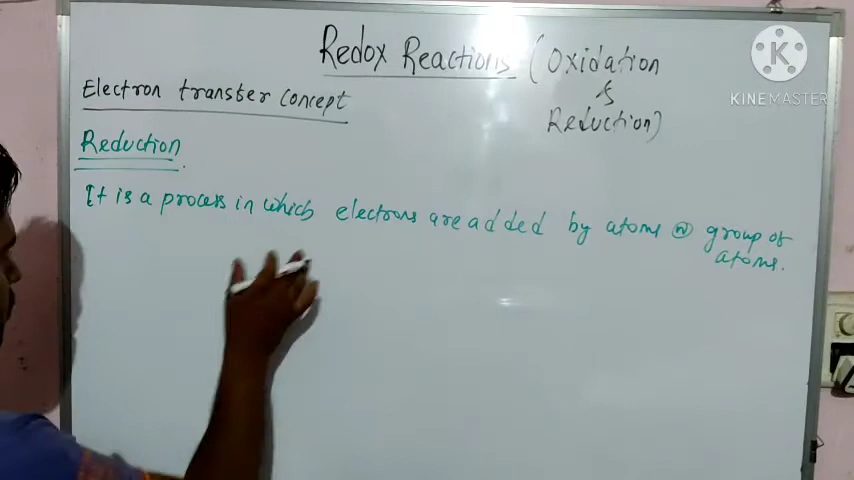 Redox Reactions (Oxidation
&
Reduction)
Electron transfer concept
Reduction
It is a process in which electrons are added by atoms or group of
atoms.
K
KINEMASTER